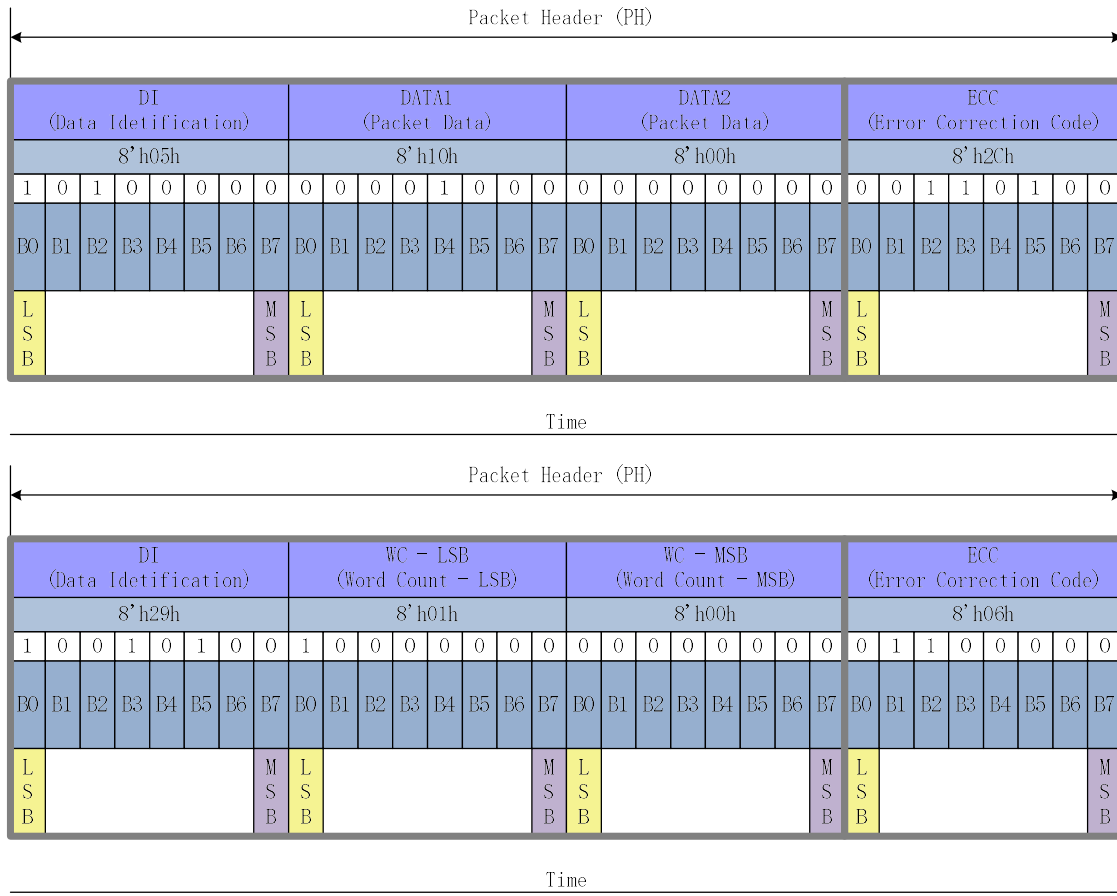 Packet Header (PH)
DI DATA1 DATA2 ECC
(Data Idetification) (Packet Data) (Packet Data) (Error Correction Code)
8'h05h 8'h10h 8'h00h 8'h2Ch
1 0 1 0 0 0 0 0 0 0 0 0 1 0 0 0 0 0 0 0 0 0 0 0 0 0 1 1 0 1 0 0
B0 B1 B2 B3 B4 B5 B6 B7 B0 B1 B2 B3 B4 B5 B6 B7 B0 B1 B2 B3 B4 B5 B6 B7 B0 B1 B2 B3 B4 B5 B6 B7
LSB MSB LSB MSB LSB MSB LSB MSB
Time
Packet Header (PH)
DI WC - LSB WC - MSB ECC
(Data Idetification) (Word Count - LSB) (Word Count - MSB) (Error Correction Code)
8'h29h 8'h01h 8'h00h 8'h06h
1 0 0 1 0 1 0 0 1 0 0 0 0 0 0 0 0 0 0 0 0 0 0 0 0 1 1 0 0 0 0 0
B0 B1 B2 B3 B4 B5 B6 B7 B0 B1 B2 B3 B4 B5 B6 B7 B0 B1 B2 B3 B4 B5 B6 B7 B0 B1 B2 B3 B4 B5 B6 B7
LSB MSB LSB MSB LSB MSB LSB MSB
Time